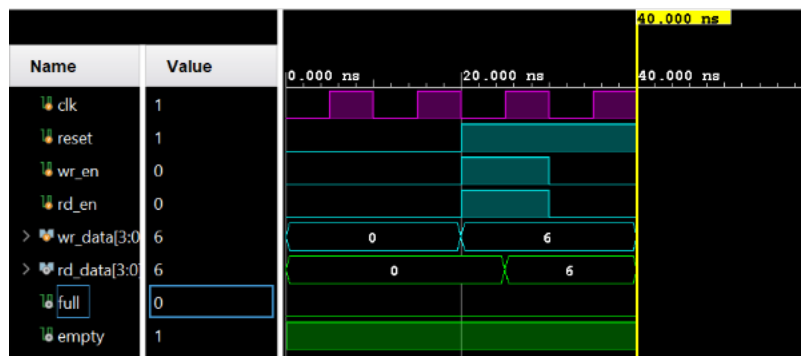 40.000 ns
Name Value
0.000 ns 20.000 ns 40.000 ns
clk 1
reset 1
wr_en 0
rd_en 0
wr_data[3:0 6 0 6
rd_data[3:0] 6 0 6
full 0
empty 1